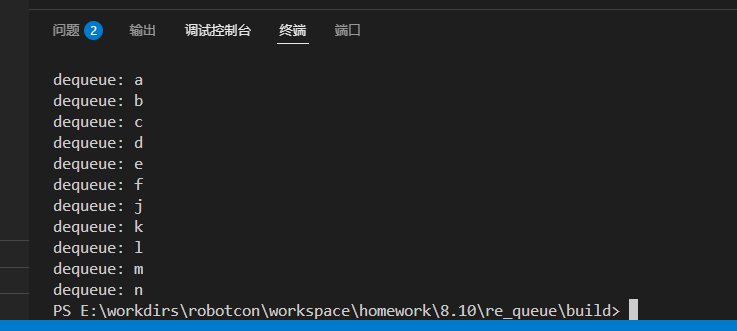 问题 2 输出 调试控制台 终端 端口
dequeue: a
dequeue: b
dequeue: c
dequeue: d
dequeue: e
dequeue: f
dequeue: j
dequeue: k
dequeue: l
dequeue: m
dequeue: n
PS E:\workdirs\robotcon\workspace\homework\8.10\re_queue\build>